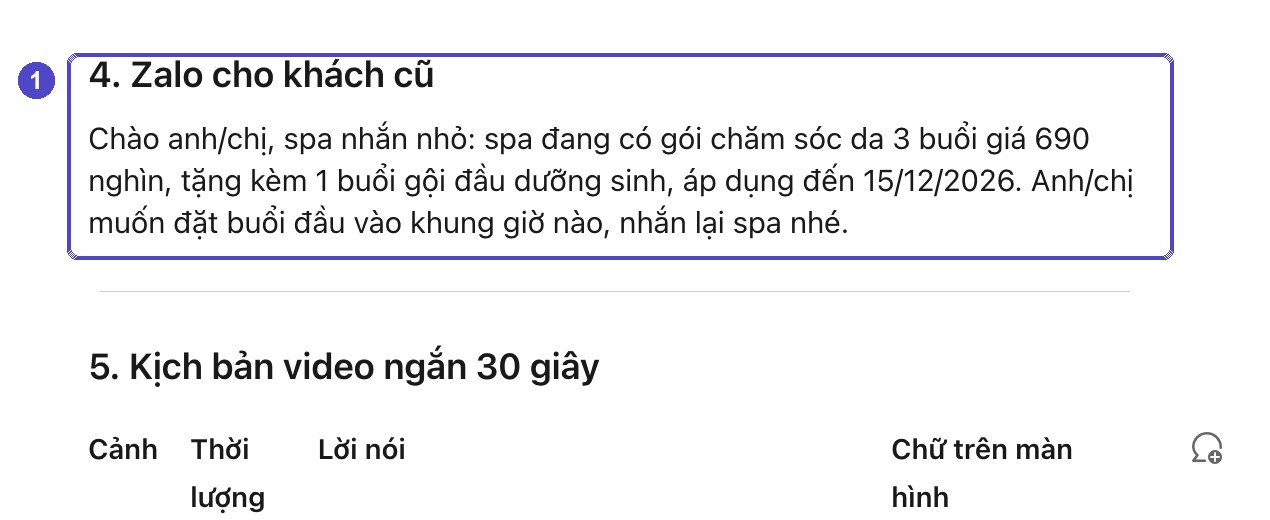 1
4. Zalo cho khách cũ
Chào anh/chị, spa nhắn nhỏ: spa đang có gói chăm sóc da 3 buổi giá 690
nghìn, tặng kèm 1 buổi gội đầu dưỡng sinh, áp dụng đến 15/12/2026. Anh/chị
muốn đặt buổi đầu vào khung giờ nào, nhắn lại spa nhé.
5. Kịch bản video ngắn 30 giây
Cảnh Thời Lời nói Chữ trên màn
lượng hình